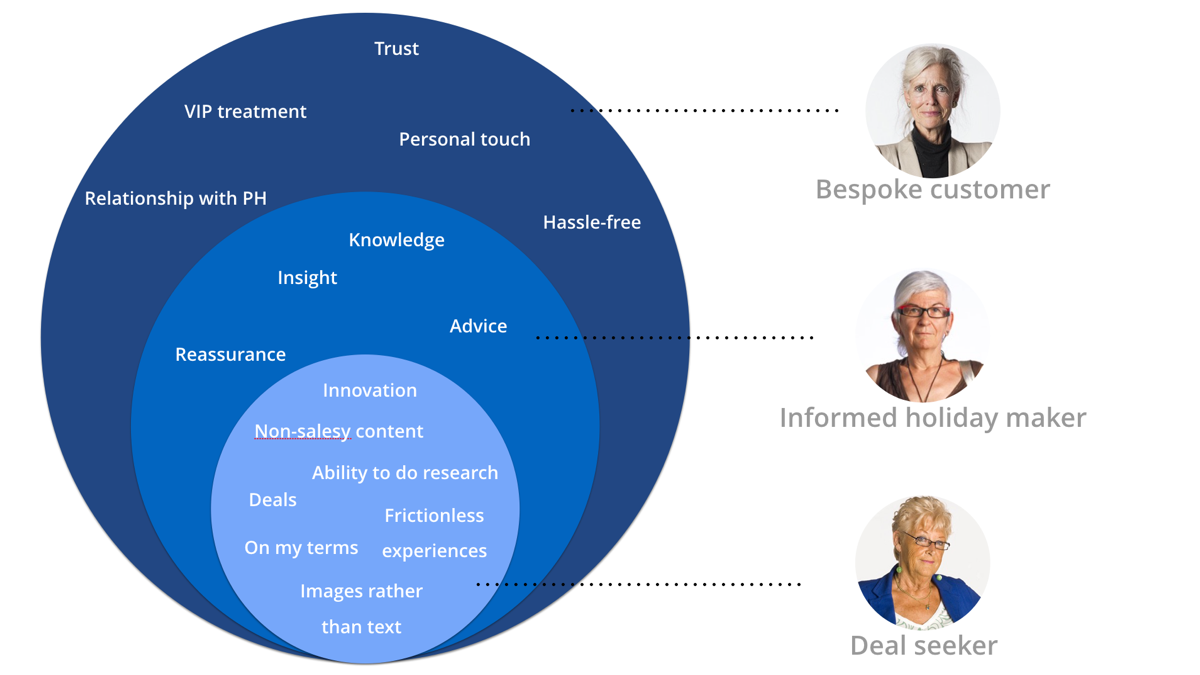 Trust
VIP treatment
Personal touch
Relationship with PH
Hassle-free
Knowledge
Insight
Advice
Reassurance
Innovation
Non-salesy content
Ability to do research
Deals
Frictionless
experiences
On my terms
Images rather
than text
Bespoke customer
Informed holiday maker
Deal seeker